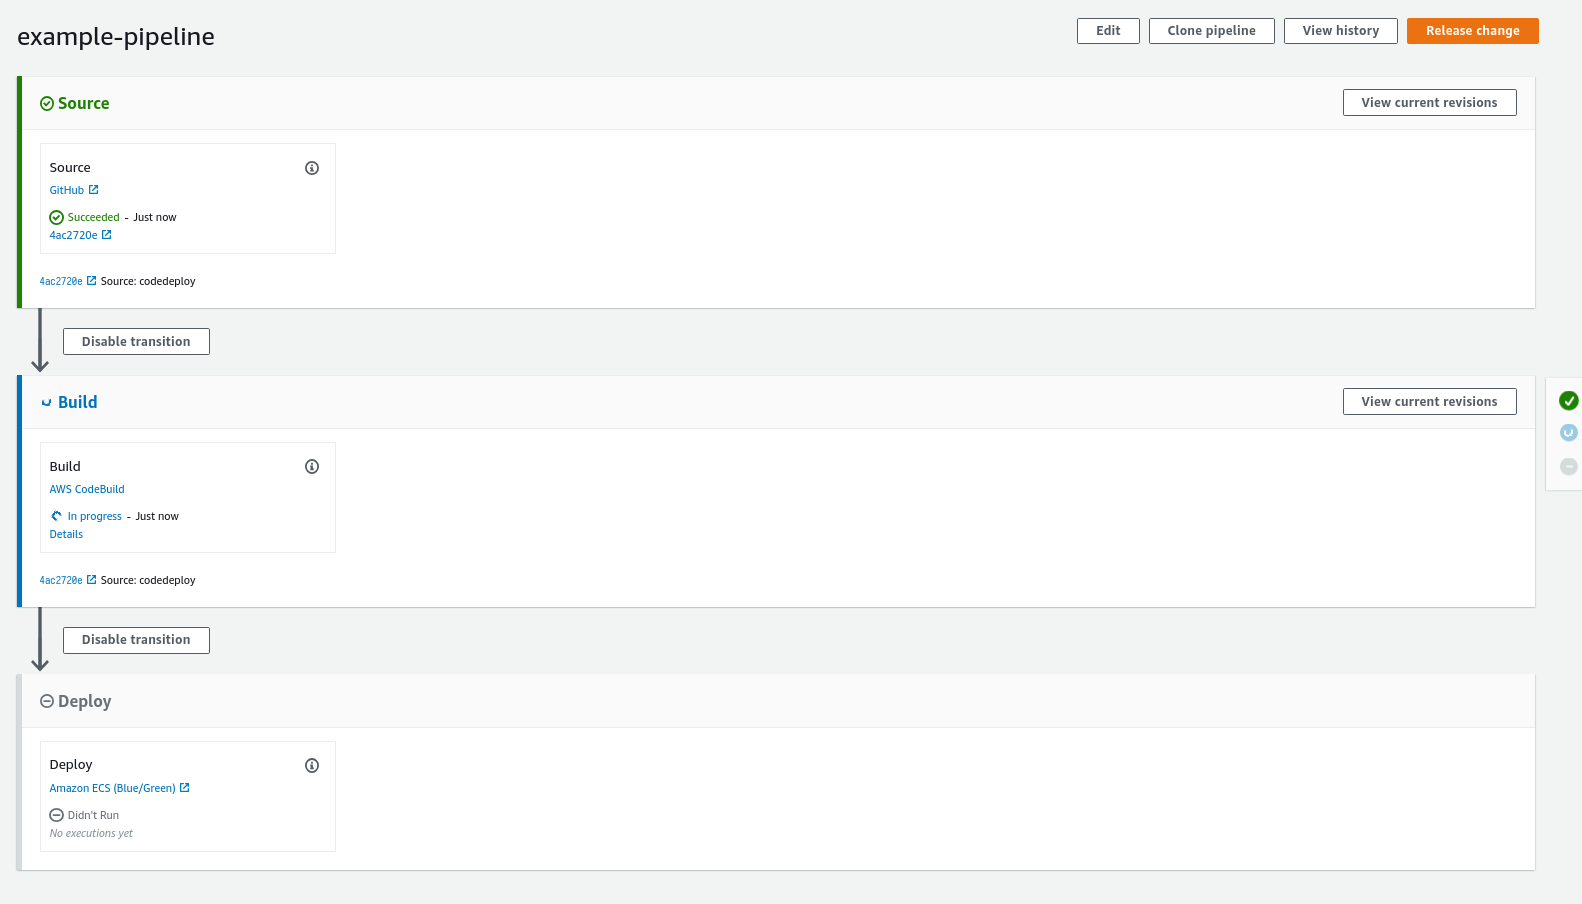 example-pipeline
Edit
Clone pipeline
View history
Release change
Source
View current revisions
Source
GitHub
Succeeded - Just now
4ac2720e
4ac2720e Source: codedeploy
Disable transition
Build
View current revisions
Build
AWS CodeBuild
In progress - Just now
Details
4ac2720e Source: codedeploy
Disable transition
Deploy
Deploy
Amazon ECS (Blue/Green)
Didn't Run
No executions yet